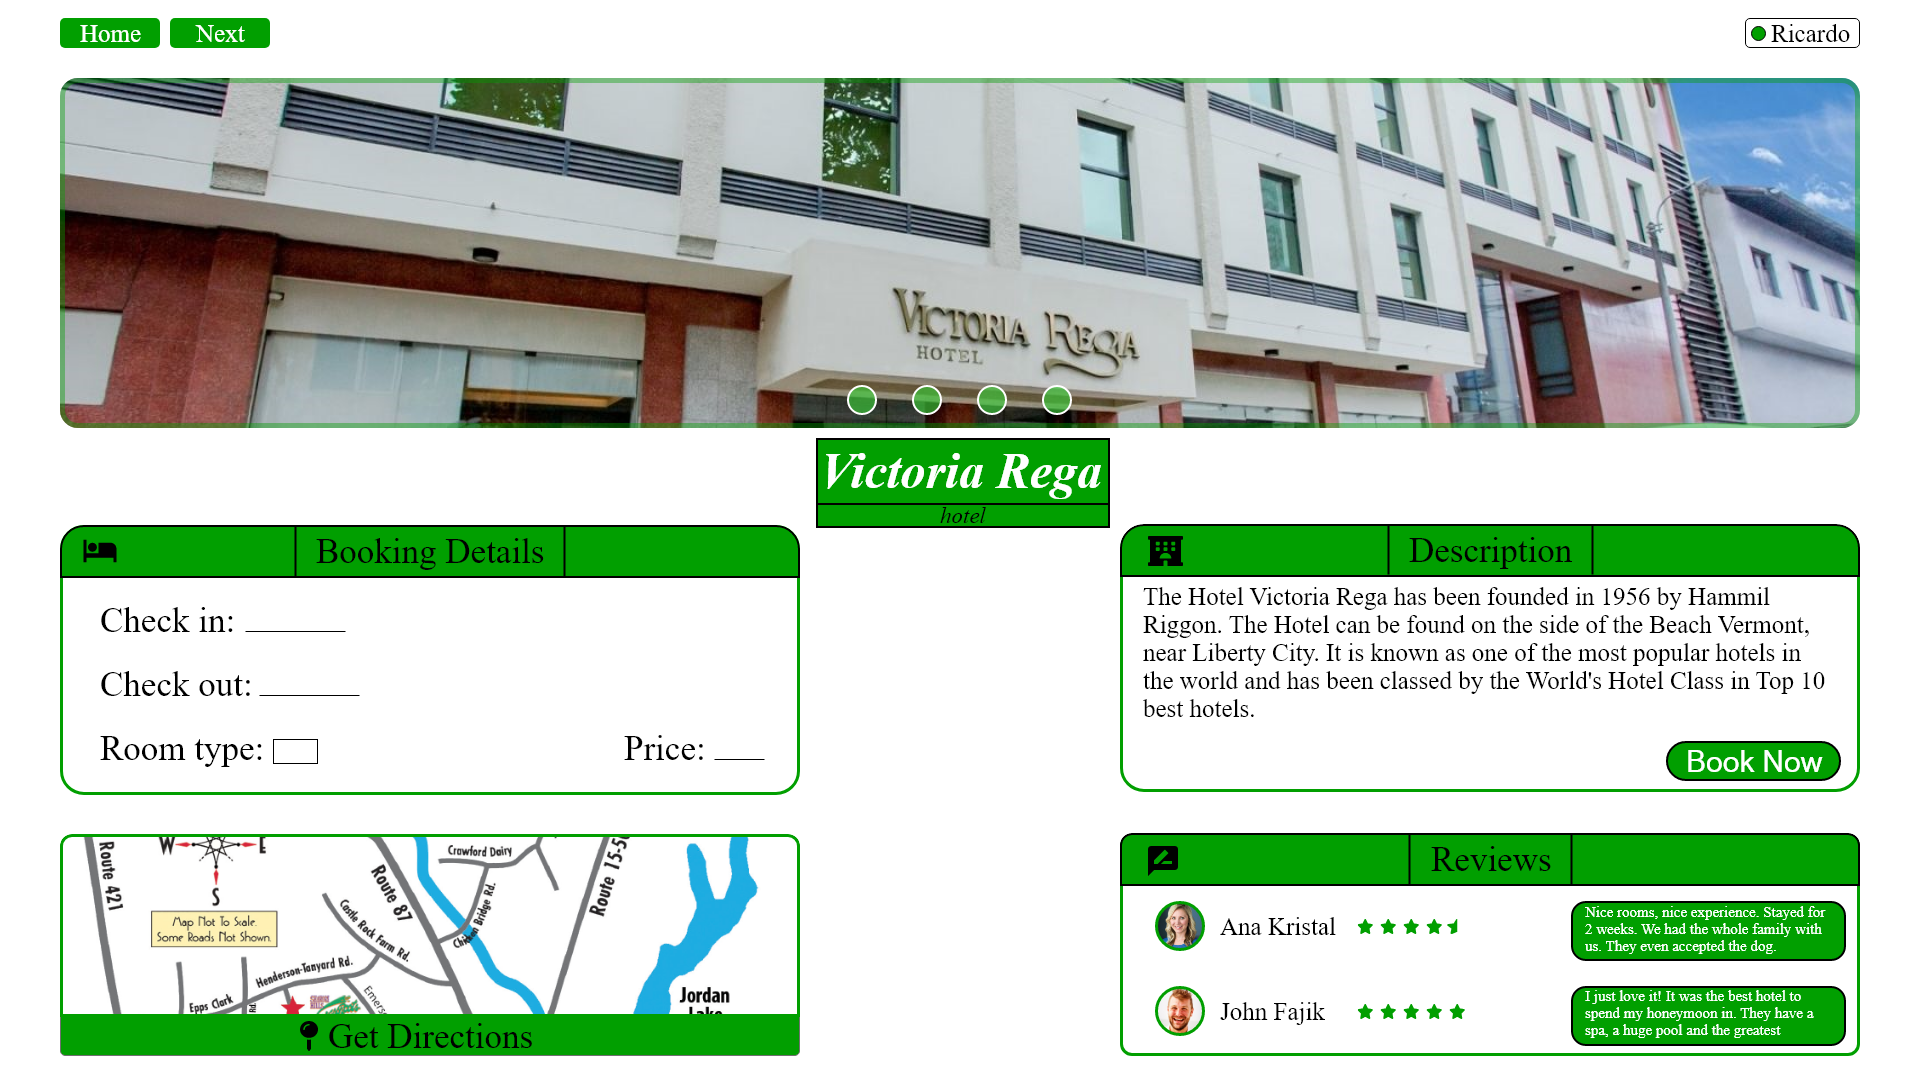 Home
Next
Ricardo
VICTORIA REGIA
HOTEL
Victoria Rega
hotel
Booking Details
Check in:
Check out:
Room type:
Price:
Description
The Hotel Victoria Rega has been founded in 1956 by Hammil
Riggon. The Hotel can be found on the side of the Beach Vermont,
near Liberty City. It is known as one of the most popular hotels in
the world and has been classed by the World's Hotel Class in Top 10
best hotels.
Book Now
W
E
S
Route 421
Map Not To Scale.
Some Roads Not Shown.
Route 87
Castle Rock Farm Rd.
Crawford Dairy
Chicken Bridge Rd.
Route 15-50
Henderson-Tanyard Rd.
Epps Clark
Rd.
Jordan
Lake
Get Directions
Reviews
Ana Kristal
Nice rooms, nice experience. Stayed for
2 weeks. We had the whole family with
us. They even accepted the dog.
John Fajik
I just love it! It was the best hotel to
spend my honeymoon in. They have a
spa, a huge pool and the greatest